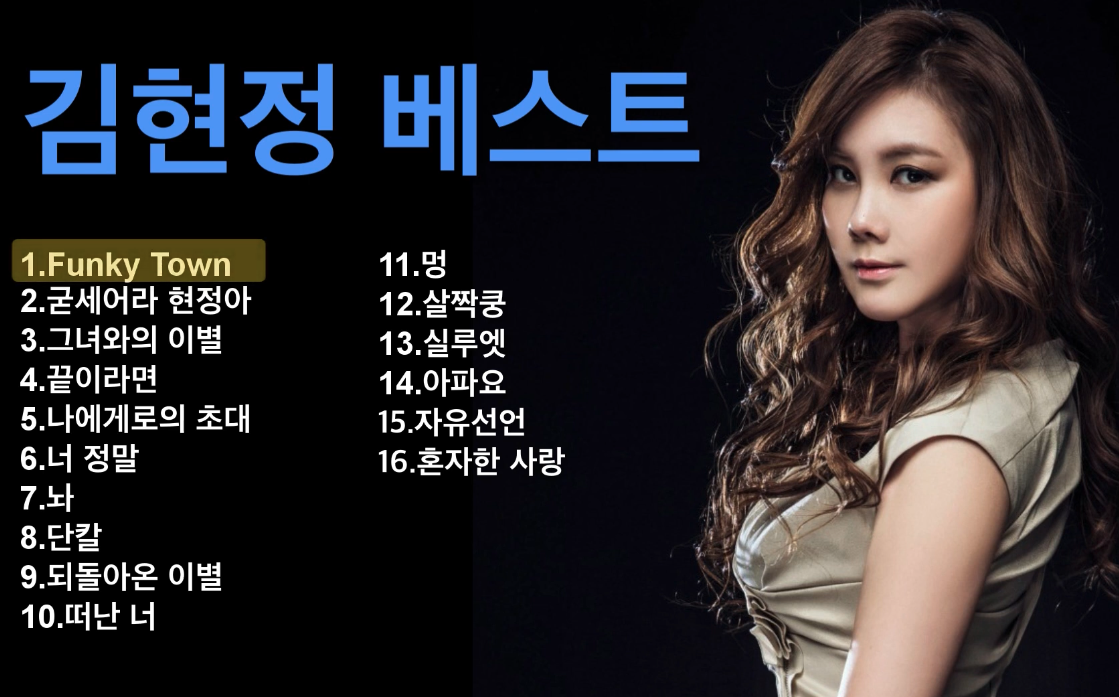 김현정 베스트
1.Funky Town
2.굳세어라 현정아
3.그녀와의 이별
4.끝이라면
5.나에게로의 초대
6.너 정말
7.놔
8.단칼
9.되돌아온 이별
10.떠난 너
11.멍
12.살짝쿵
13.실루엣
14.아파요
15.자유선언
16.혼자한 사랑